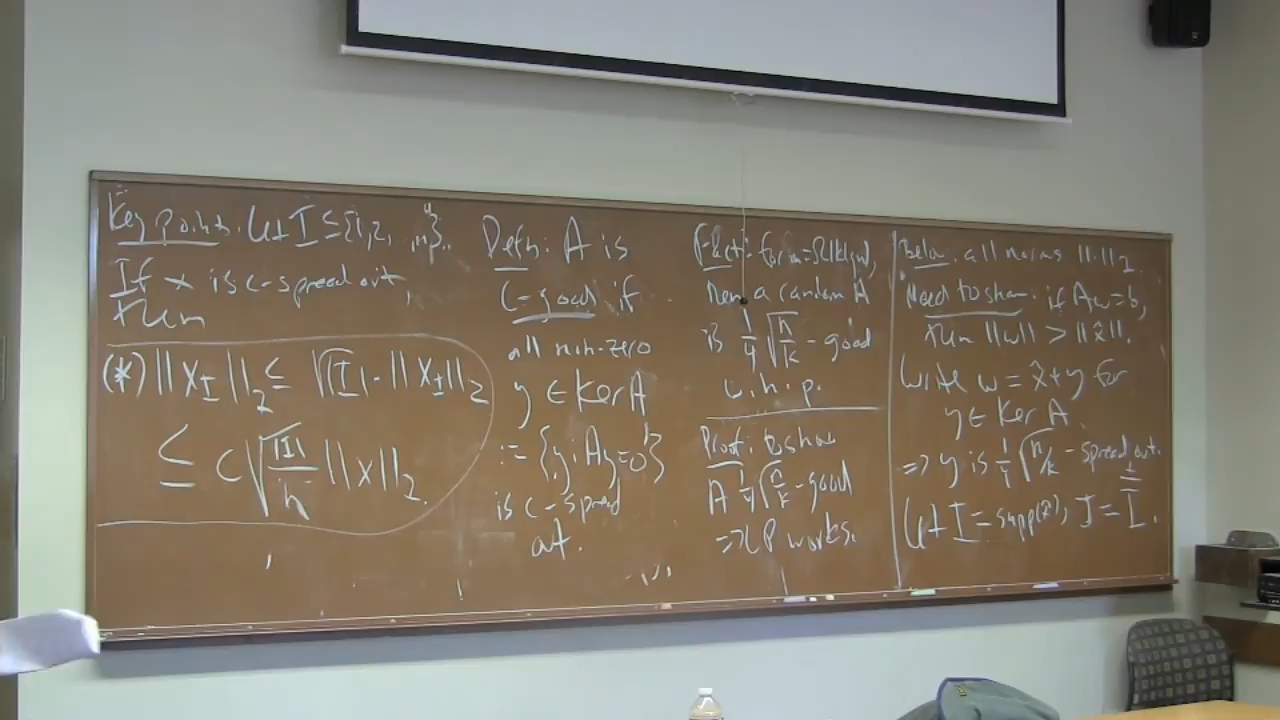 Key point: Let I ⊆ {1,2, ..,n}.
If x is c-spread out,
then
(*) ||x_I||_2 ≤ √|I| · ||x_I||_2
≤ c√(|I|/n) ||x||_2.
Defn: A is
c-good if
all non-zero
y ∈ Ker A
:= {y: Ay=0}
is c-spread
out.
Fact: for m=Ω(k lg n),
then a random A
is 1/4 √(n/k) - good
w.h.p.
Proof: to show
A 1/4 √(n/k) - good
⇒ LP works.
Below all norms ||·||_2.
Need to show: if Aw=b,
then ||w|| > ||x̂||.
Write w = x̂+y for
y ∈ Ker A.
⇒ y is 1/4 √(n/k) - spread out.
Let I = supp(x̂), J = Ī.